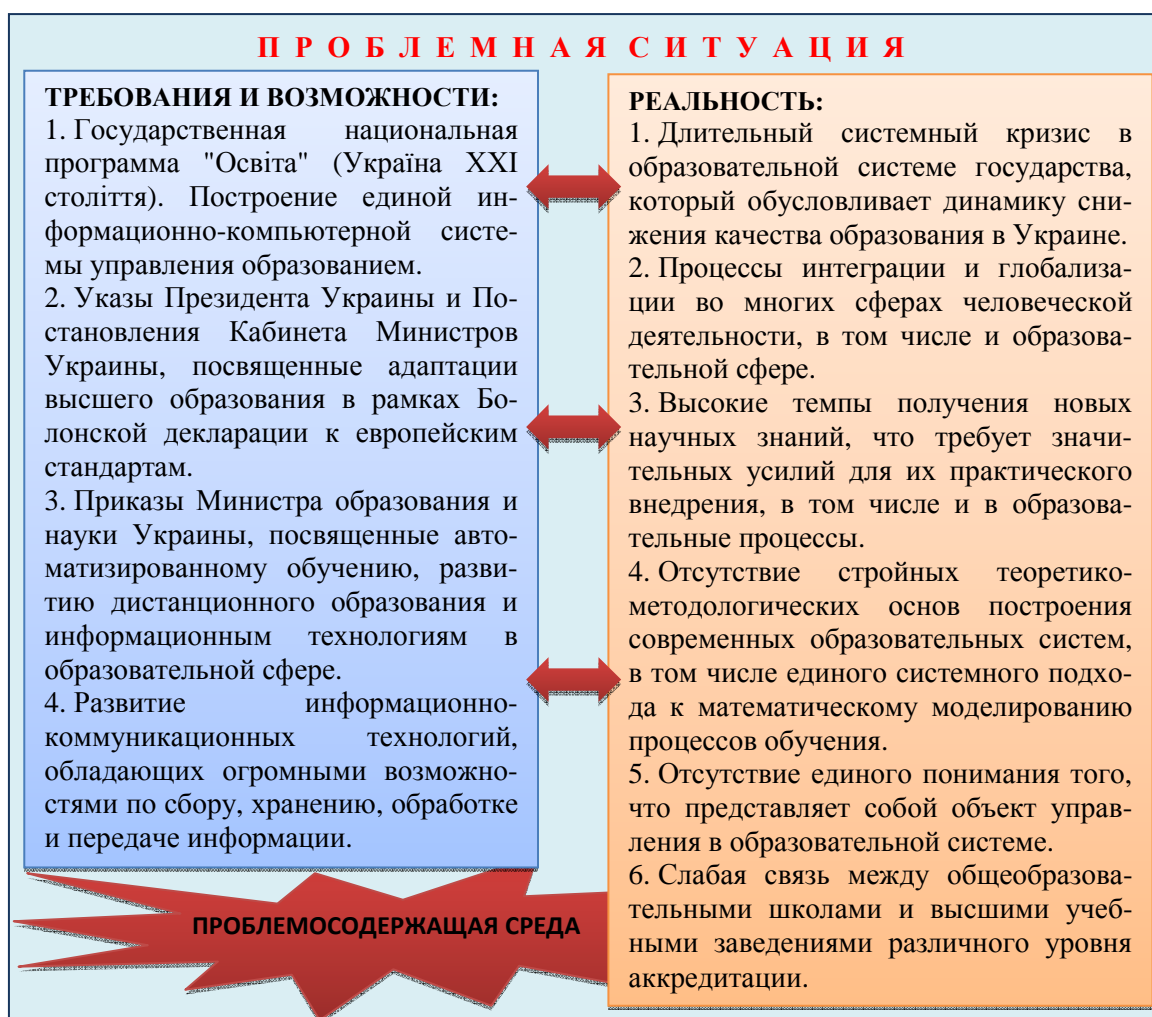 ПРОБЛЕМНАЯ СИТУАЦИЯ
ТРЕБОВАНИЯ И ВОЗМОЖНОСТИ:
1. Государственная национальная
программа "Освіта" (Україна XXI
століття). Построение единой ин-
формационно-компьютерной систе-
мы управления образованием.
2. Указы Президента Украины и По-
становления Кабинета Министров
Украины, посвященные адаптации
высшего образования в рамках Бо-
лонской декларации к европейским
стандартам.
3. Приказы Министра образования и
науки Украины, посвященные авто-
матизированному обучению, разви-
тию дистанционного образования и
информационным технологиям в
образовательной сфере.
4. Развитие информационно-
коммуникационных технологий,
обладающих огромными возможно-
стями по сбору, хранению, обработке
и передаче информации.
РЕАЛЬНОСТЬ:
1. Длительный системный кризис в
образовательной системе государства,
который обусловливает динамику сни-
жения качества образования в Украине.
2. Процессы интеграции и глобализа-
ции во многих сферах человеческой
деятельности, в том числе и образова-
тельной сфере.
3. Высокие темпы получения новых
научных знаний, что требует значи-
тельных усилий для их практического
внедрения, в том числе и в образова-
тельные процессы.
4. Отсутствие стройных теоретико-
методологических основ построения
современных образовательных систем,
в том числе единого системного подхо-
да к математическому моделированию
процессов обучения.
5. Отсутствие единого понимания того,
что представляет собой объект управ-
ления в образовательной системе.
6. Слабая связь между общеобразова-
тельными школами и высшими учеб-
ными заведениями различного уровня
аккредитации.
ПРОБЛЕМОСОДЕРЖАЩАЯ СРЕДА